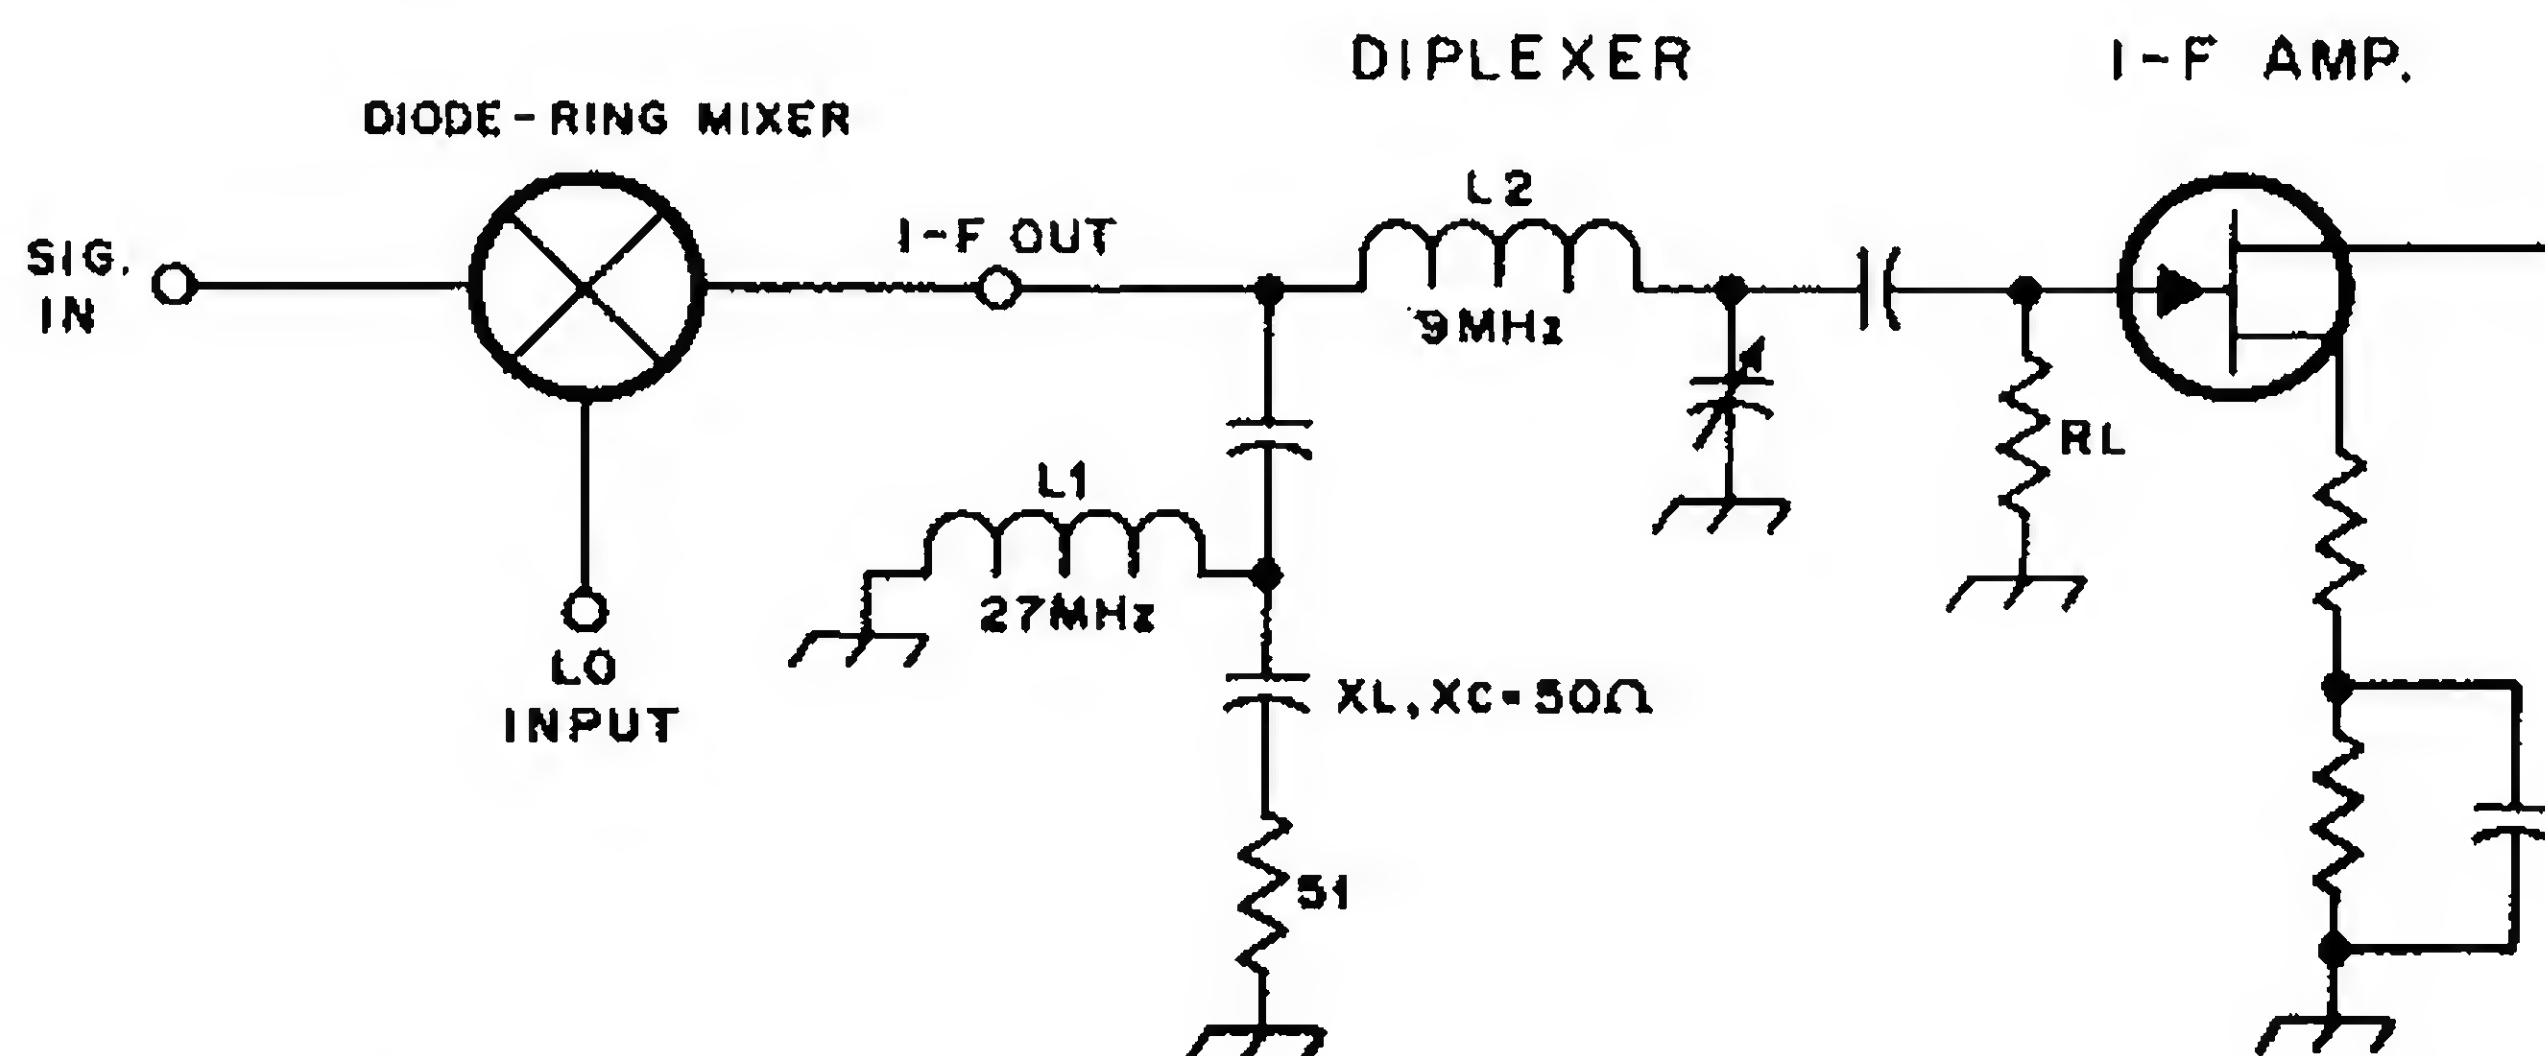 DIPLEXER
I-F AMP.
DIODE-RING MIXER
L2
I-F OUT
SIG.
IN
9MHz
RL
L1
27MHz
LO
INPUT
XL, XC=50Ω
51